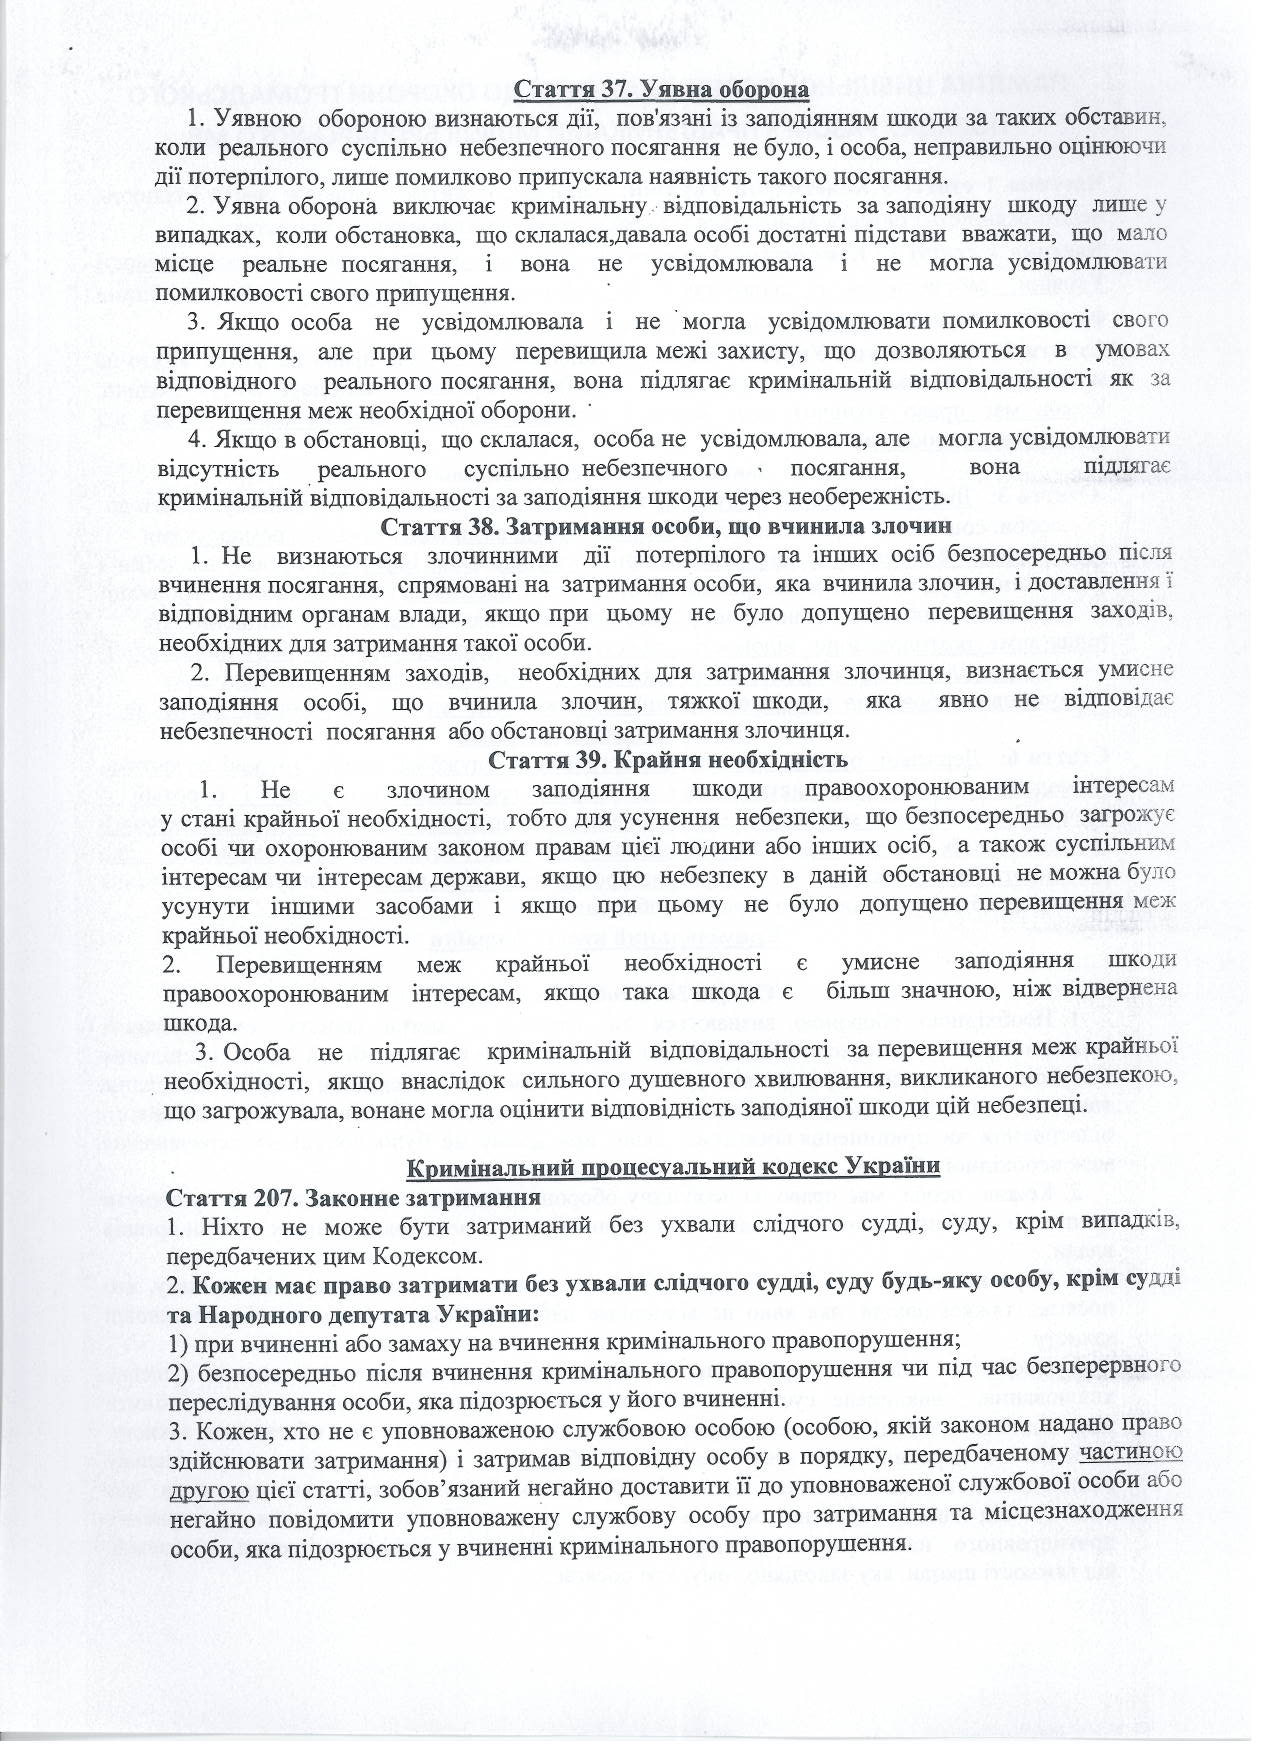 Стаття 37. Уявна оборона
1. Уявною обороною визнаються дії, пов'язані із заподіянням шкоди за таких обставин,
коли реального суспільно небезпечного посягання не було, і особа, неправильно оцінюючи
дії потерпілого, лише помилково припускала наявність такого посягання.
2. Уявна оборона виключає кримінальну відповідальність за заподіяну шкоду лише у
випадках, коли обстановка, що склалася,давала особі достатні підстави вважати, що мало
місце реальне посягання, і вона не усвідомлювала і не могла усвідомлювати
помилковості свого припущення.
3. Якщо особа не усвідомлювала і не могла усвідомлювати помилковості свого
припущення, але при цьому перевищила межі захисту, що дозволяються в умовах
відповідного реального посягання, вона підлягає кримінальній відповідальності як за
перевищення меж необхідної оборони.
4. Якщо в обстановці, що склалася, особа не усвідомлювала, але могла усвідомлювати
відсутність реального суспільно небезпечного посягання, вона підлягає
кримінальній відповідальності за заподіяння шкоди через необережність.
Стаття 38. Затримання особи, що вчинила злочин
1. Не визнаються злочинними дії потерпілого та інших осіб безпосередньо після
вчинення посягання, спрямовані на затримання особи, яка вчинила злочин, і доставлення ї
відповідним органам влади, якщо при цьому не було допущено перевищення заходів,
необхідних для затримання такої особи.
2. Перевищенням заходів, необхідних для затримання злочинця, визнається умисне
заподіяння особі, що вчинила злочин, тяжкої шкоди, яка явно не відповідає
небезпечності посягання або обстановці затримання злочинця.
Стаття 39. Крайня необхідність
1. Не є злочином заподіяння шкоди правоохоронюваним інтересам
у стані крайньої необхідності, тобто для усунення небезпеки, що безпосередньо загрожує
особі чи охоронюваним законом правам цієї людини або інших осіб, а також суспільним
інтересам чи інтересам держави, якщо цю небезпеку в даній обстановці не можна було
усунути іншими засобами і якщо при цьому не було допущено перевищення меж
крайньої необхідності.
2. Перевищенням меж крайньої необхідності є умисне заподіяння шкоди
правоохоронюваним інтересам, якщо така шкода є більш значною, ніж відвернена
шкода.
3. Особа не підлягає кримінальній відповідальності за перевищення меж крайньої
необхідності, якщо внаслідок сильного душевного хвилювання, викликаного небезпекою,
що загрожувала, вонане могла оцінити відповідність заподіяної шкоди цій небезпеці.
Кримінальний процесуальний кодекс України
Стаття 207. Законне затримання
1. Ніхто не може бути затриманий без ухвали слідчого судді, суду, крім випадків,
передбачених цим Кодексом.
2. Кожен має право затримати без ухвали слідчого судді, суду будь-яку особу, крім судді
та Народного депутата України:
1) при вчиненні або замаху на вчинення кримінального правопорушення;
2) безпосередньо після вчинення кримінального правопорушення чи під час безперервного
переслідування особи, яка підозрюється у його вчиненні.
3. Кожен, хто не є уповноваженою службовою особою (особою, якій законом надано право
здійснювати затримання) і затримав відповідну особу в порядку, передбаченому частиною
другою цієї статті, зобов’язаний негайно доставити її до уповноваженої службової особи або
негайно повідомити уповноважену службову особу про затримання та місцезнаходження
особи, яка підозрюється у вчиненні кримінального правопорушення.